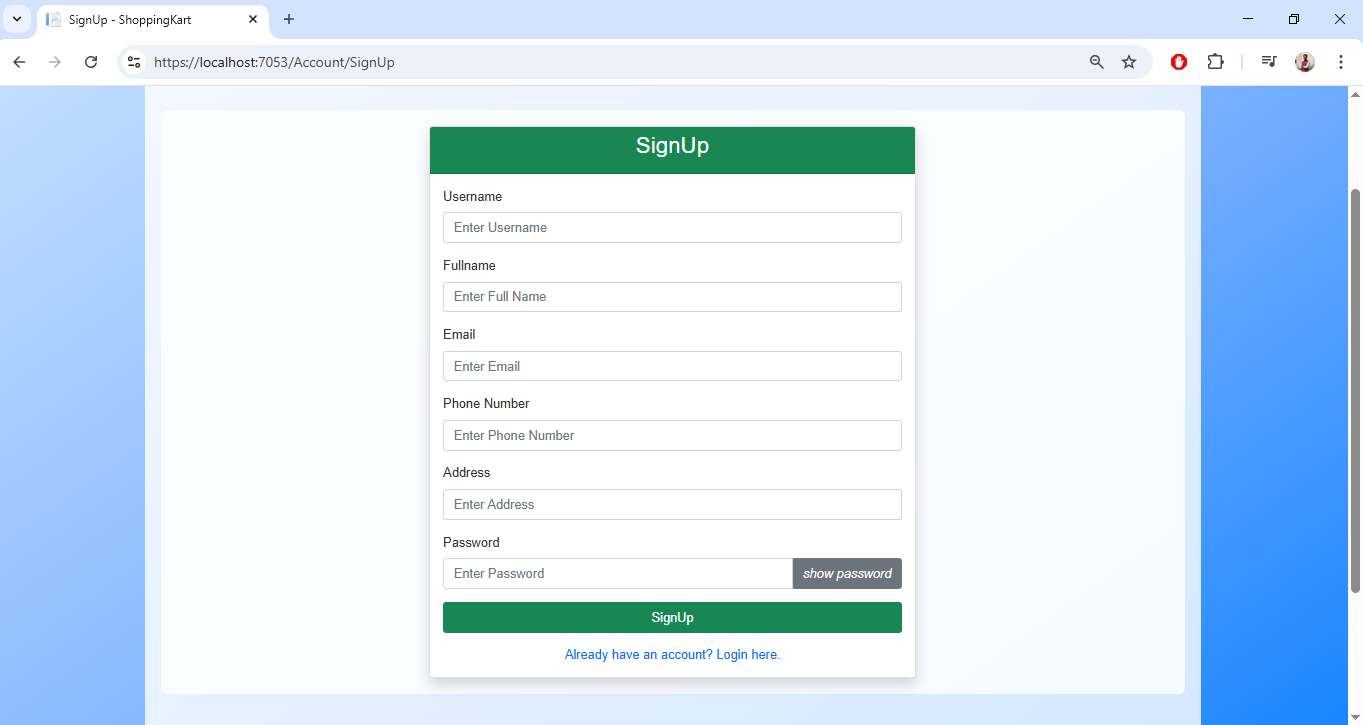 SignUp - ShoppingKart
https://localhost:7053/Account/SignUp
SignUp
Username
Enter Username
Fullname
Enter Full Name
Email
Enter Email
Phone Number
Enter Phone Number
Address
Enter Address
Password
Enter Password
show password
SignUp
Already have an account? Login here.